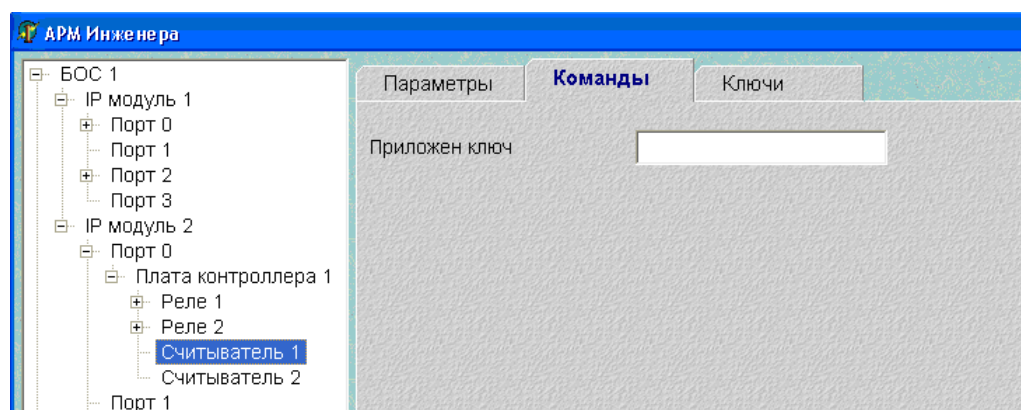 АРМ Инженера
БОС 1
IP модуль 1
Порт 0
Порт 1
Порт 2
Порт 3
IP модуль 2
Порт 0
Плата контроллера 1
Реле 1
Реле 2
Считыватель 1
Считыватель 2
Порт 1
Параметры
Команды
Ключи
Приложен ключ